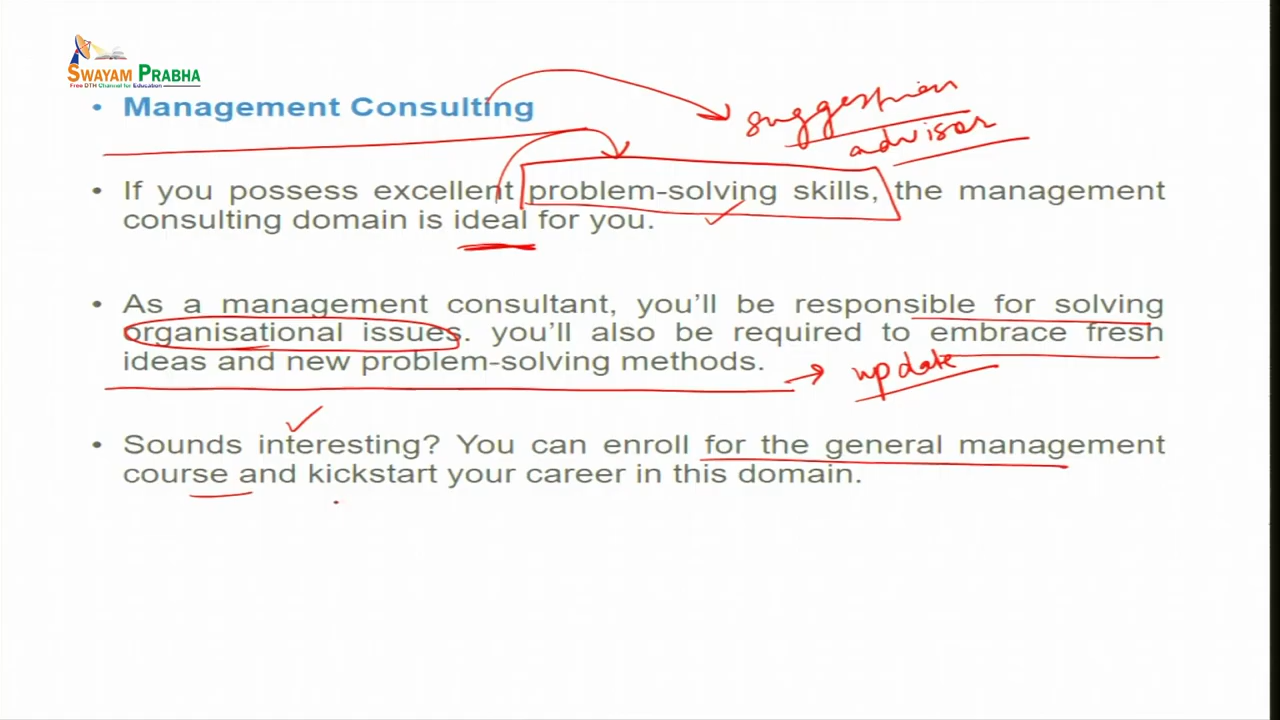 SWAYAM PRABHA
Free DTH Channel for Education
• Management Consulting
suggestion
advisor
• If you possess excellent problem-solving skills, the management
consulting domain is ideal for you.
• As a management consultant, you'll be responsible for solving
organisational issues. you'll also be required to embrace fresh
ideas and new problem-solving methods.
update
• Sounds interesting? You can enroll for the general management
course and kickstart your career in this domain.